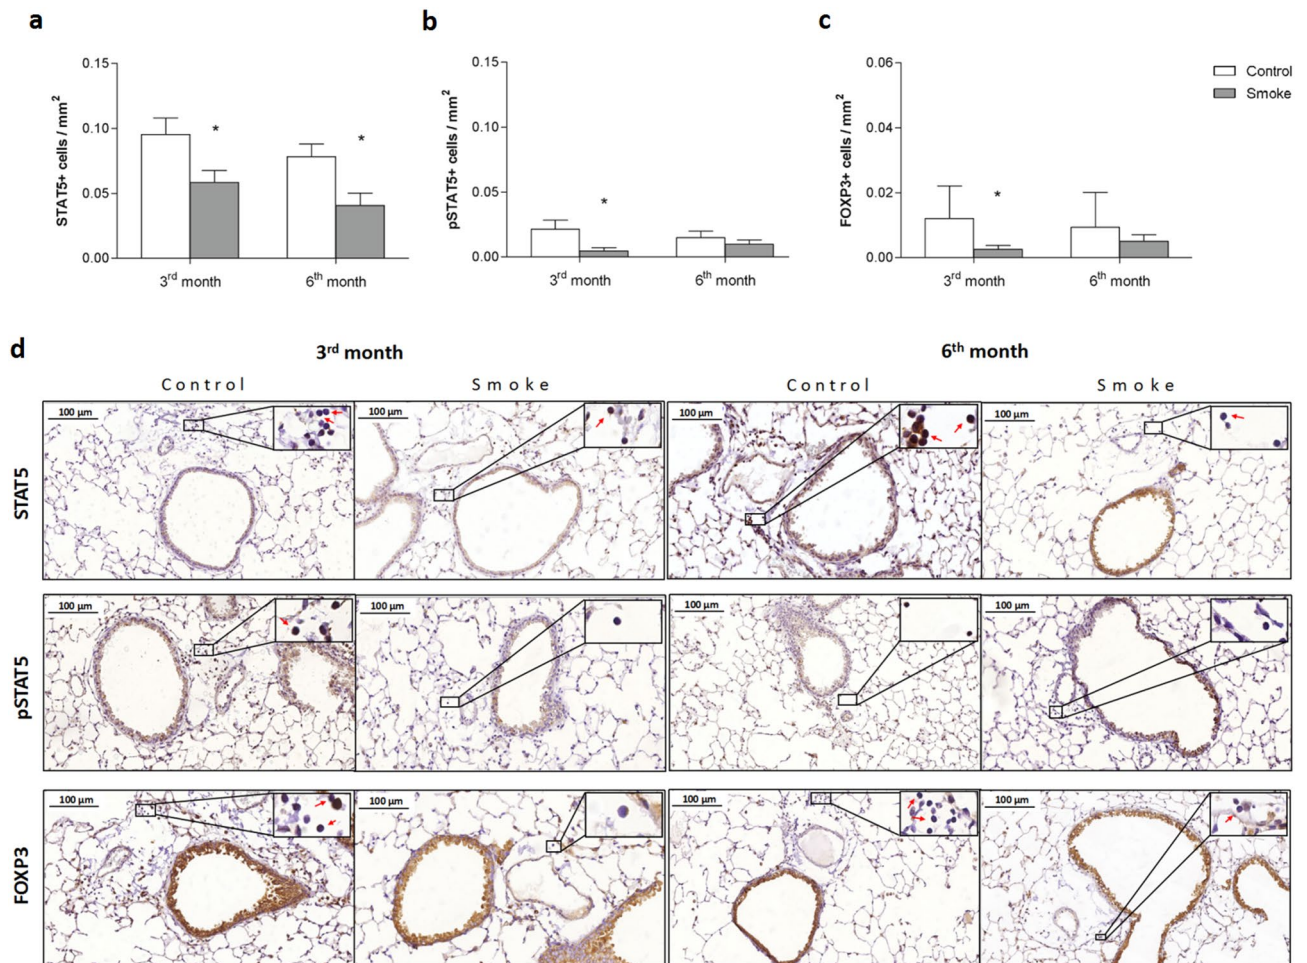 a
b
c
STAT5+ cells / mm²
0.15
0.10
0.05
0.00
*
*
3rd month
6th month
pSTAT5+ cells / mm²
0.15
0.10
0.05
0.00
*
3rd month
6th month
FOXP3+ cells / mm²
0.06
0.04
0.02
0.00
*
3rd month
6th month
Control
Smoke
d
3rd month
6th month
Control
Smoke
Control
Smoke
STAT5
100 µm
100 µm
100 µm
100 µm
pSTAT5
100 µm
100 µm
100 µm
100 µm
FOXP3
100 µm
100 µm
100 µm
100 µm